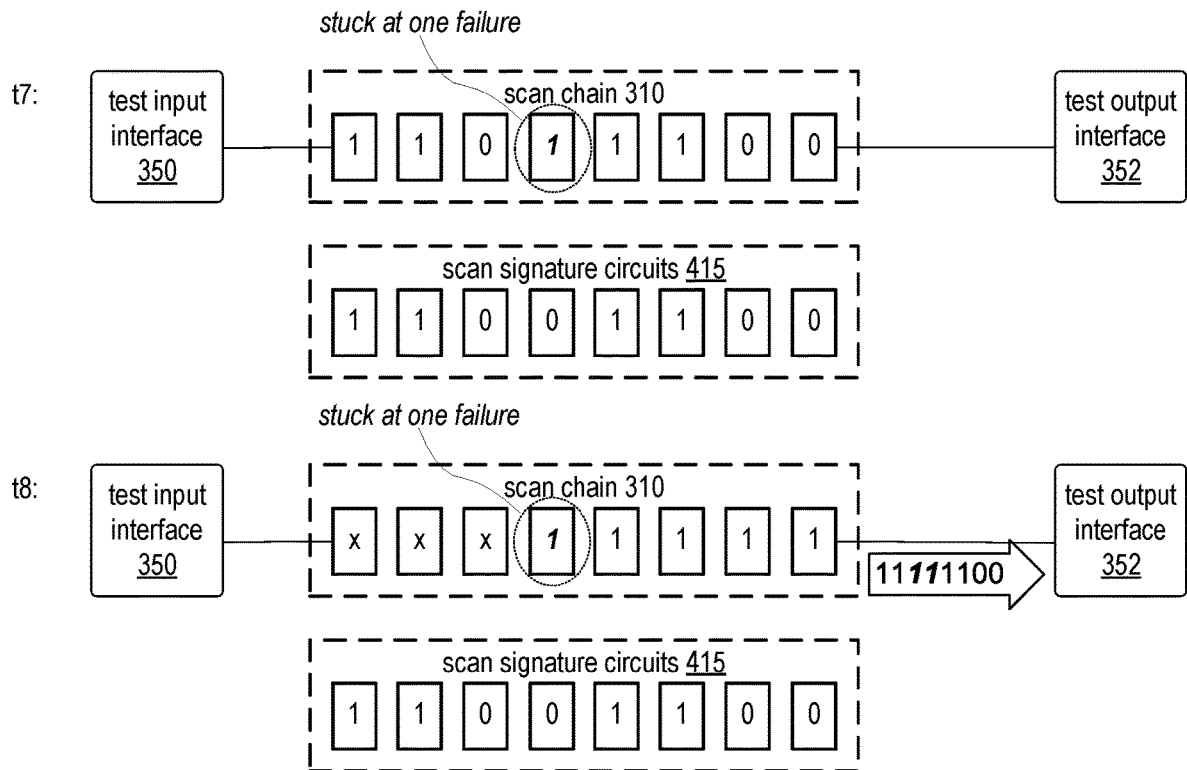 stuck at one failure
t7:
test input
interface
350
scan chain 310
1 1 0 1 1 1 0 0
test output
interface
352
scan signature circuits 415
1 1 0 0 1 1 0 0
stuck at one failure
t8:
test input
interface
350
scan chain 310
x x x 1 1 1 1 1
11111100
test output
interface
352
scan signature circuits 415
1 1 0 0 1 1 0 0